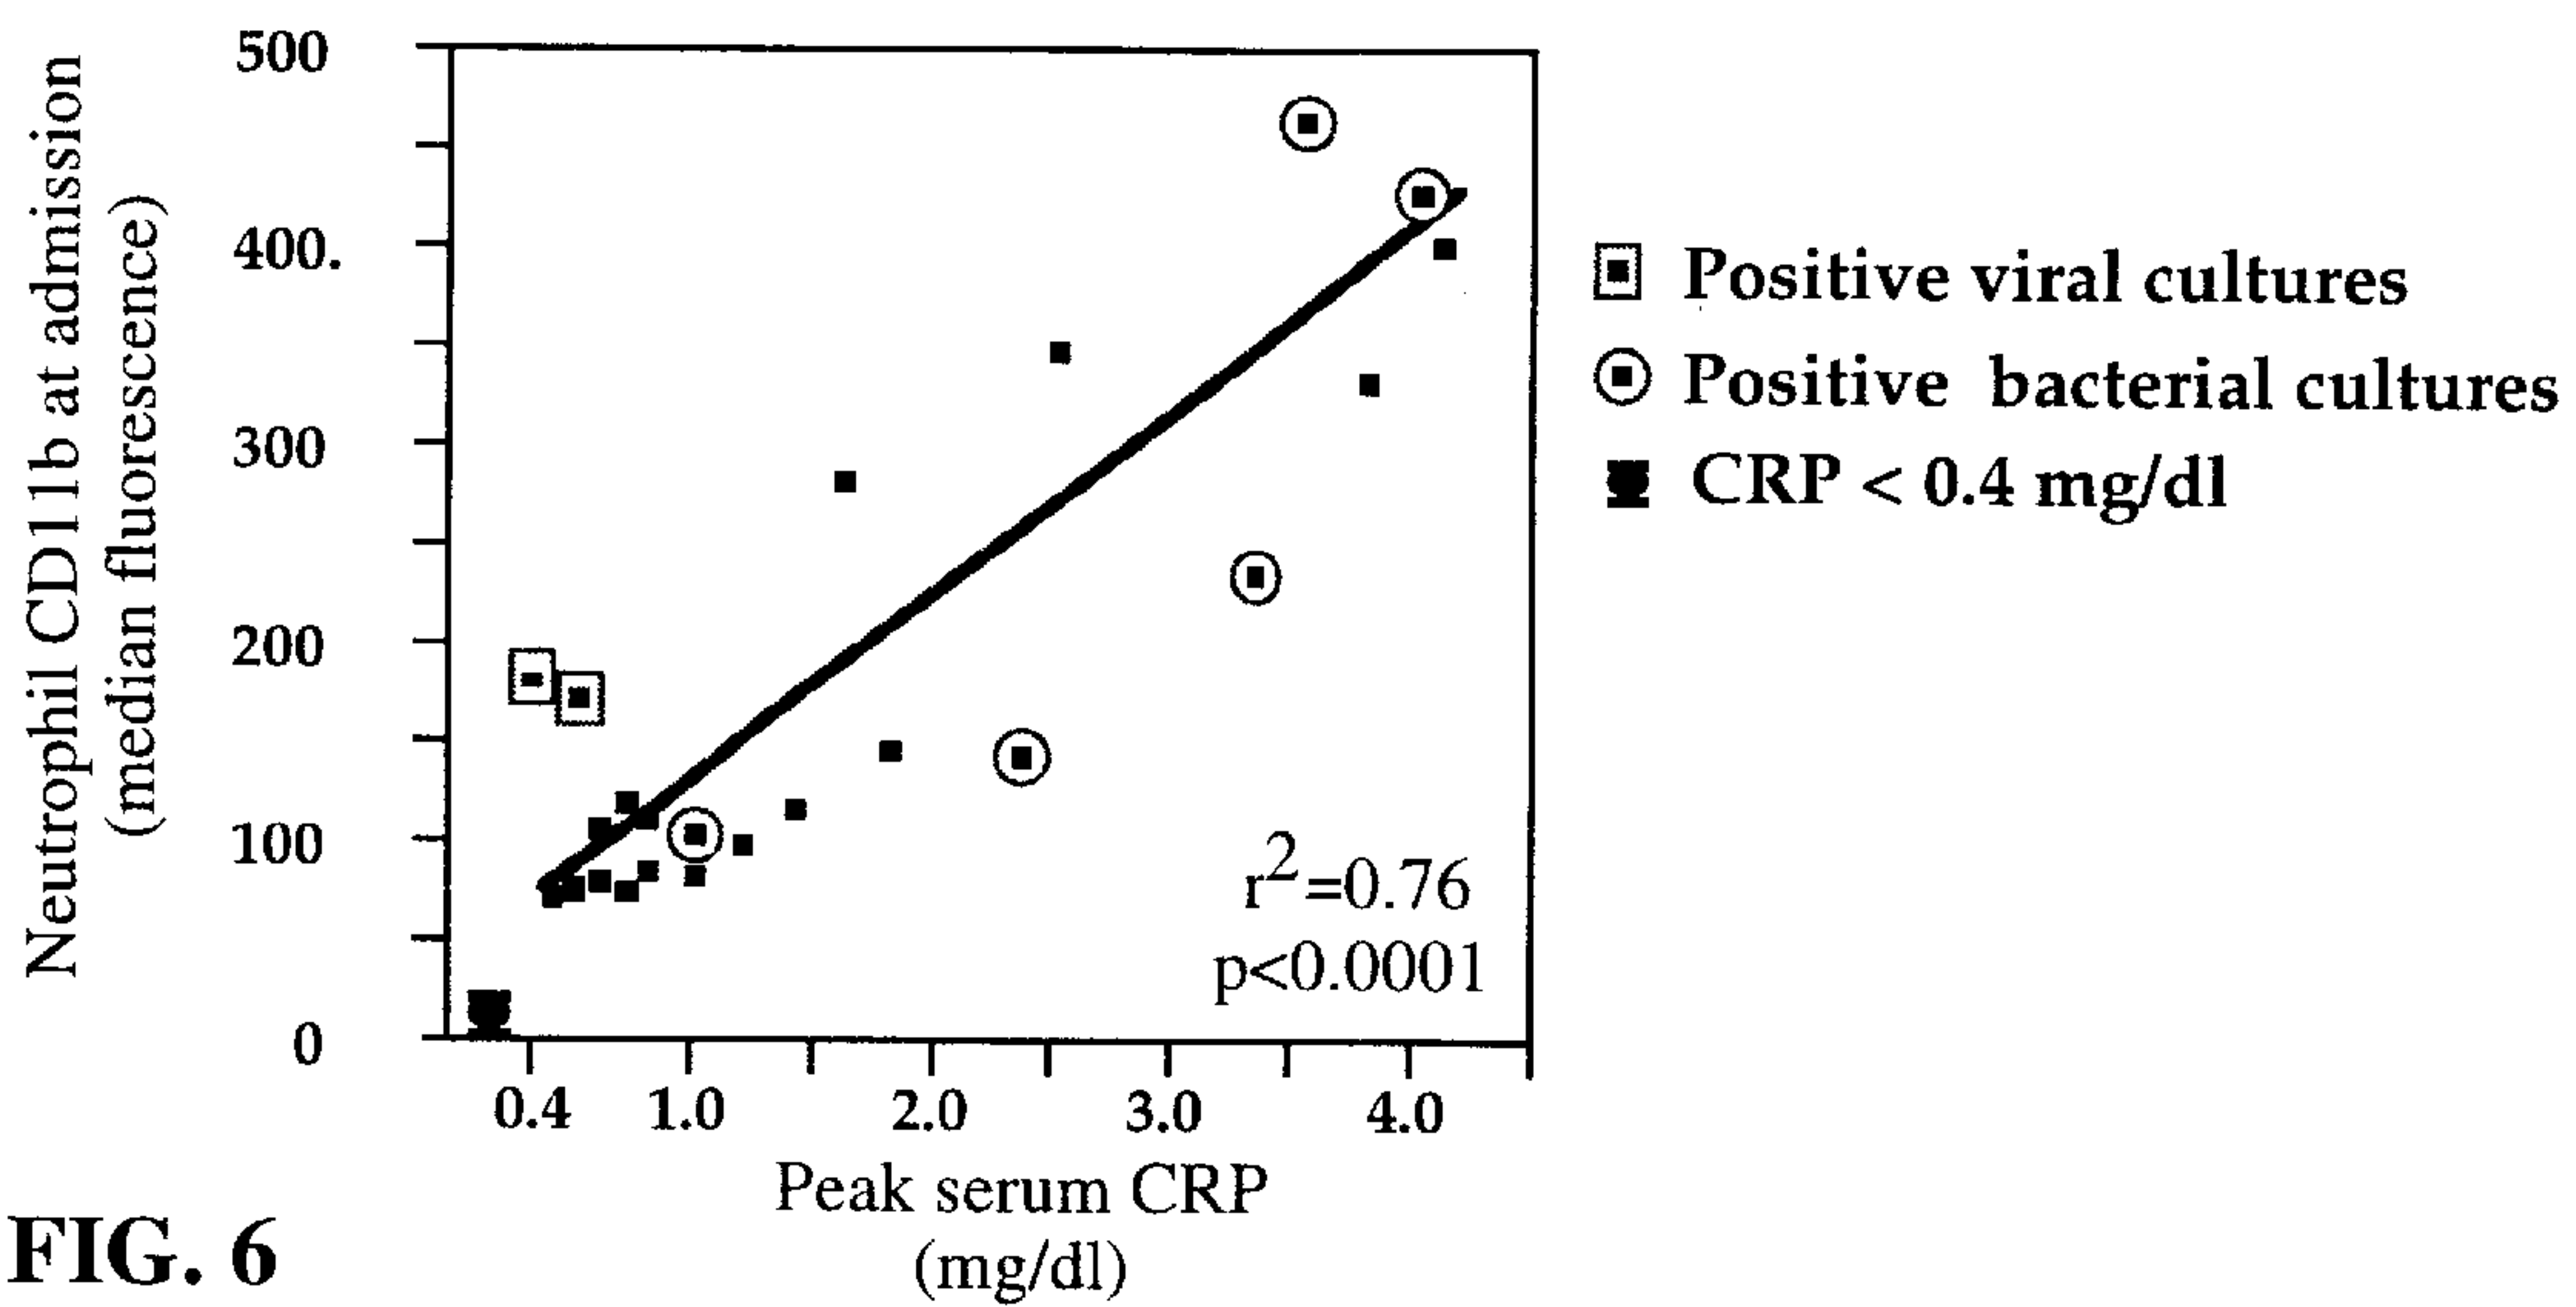 Neutrophil CD11b at admission
(median fluorescence)
500
400.
300
200
100
0
r2=0.76
p<0.0001
0.4 1.0 2.0 3.0 4.0
Peak serum CRP
(mg/dl)
Positive viral cultures
Positive bacterial cultures
CRP < 0.4 mg/dl
FIG. 6